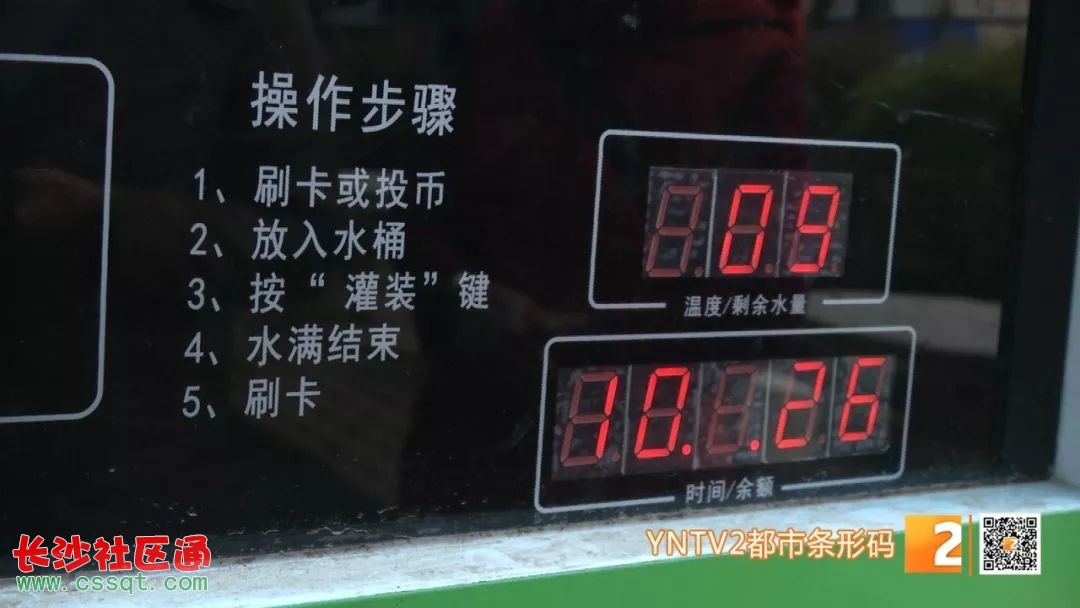 操作步骤
1、刷卡或投币
2、放入水桶
3、按“灌装”键
4、水满结束
5、刷卡
09
温度/剩余水量
10..26
时间/余额
YNTV2都市条形码
2
长沙社区通
www.cssqt.com